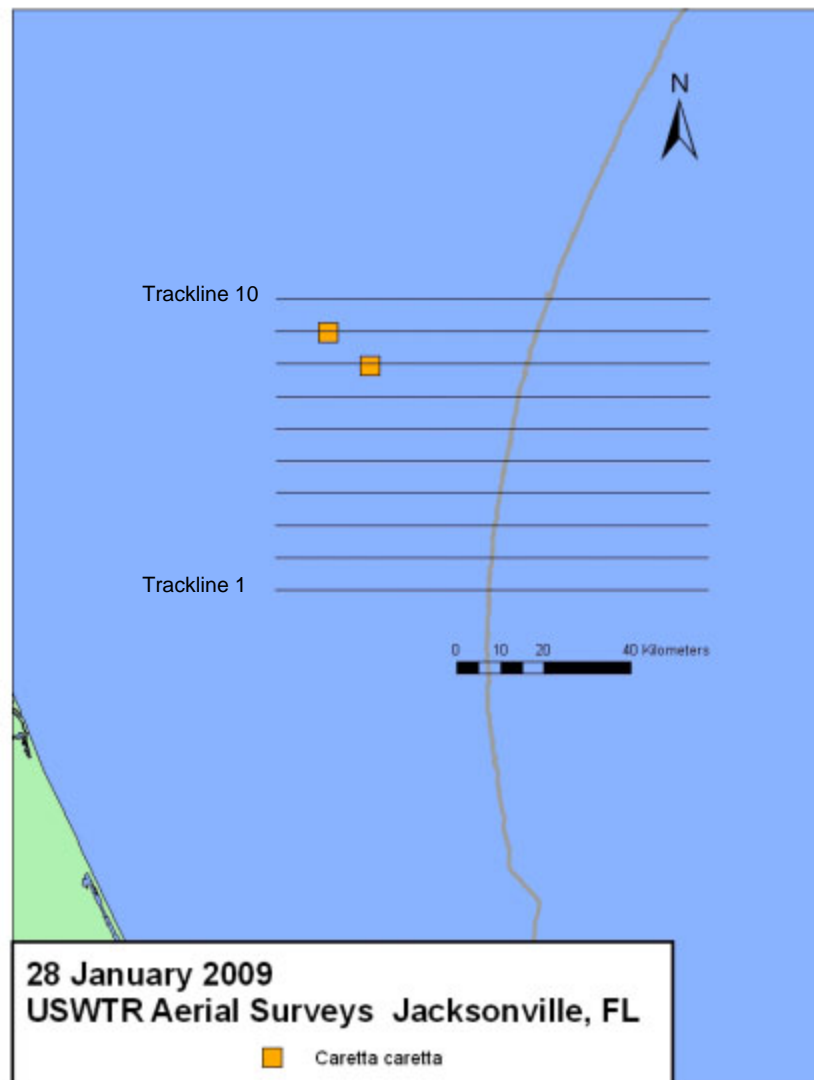 N
Trackline 10
Trackline 1
0 10 20 40 Kilometers
28 January 2009
USWTR Aerial Surveys Jacksonville, FL
Caretta caretta